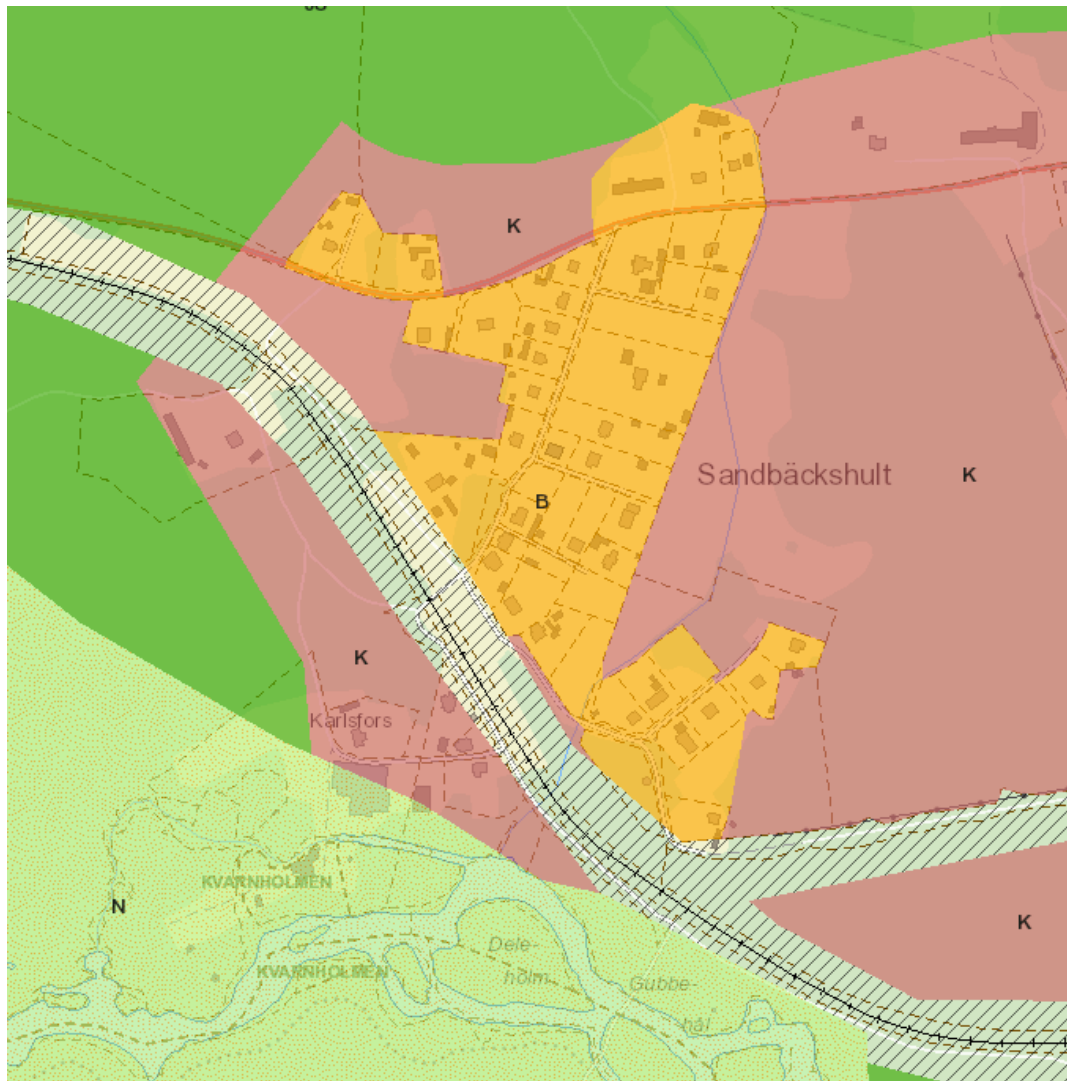 K
Sandbäckshult
K
B
K
Karlsfors
KVARNHOLMEN
N
K
Dele-
holm
KVARNHOLMEN
Gubbe-
hål